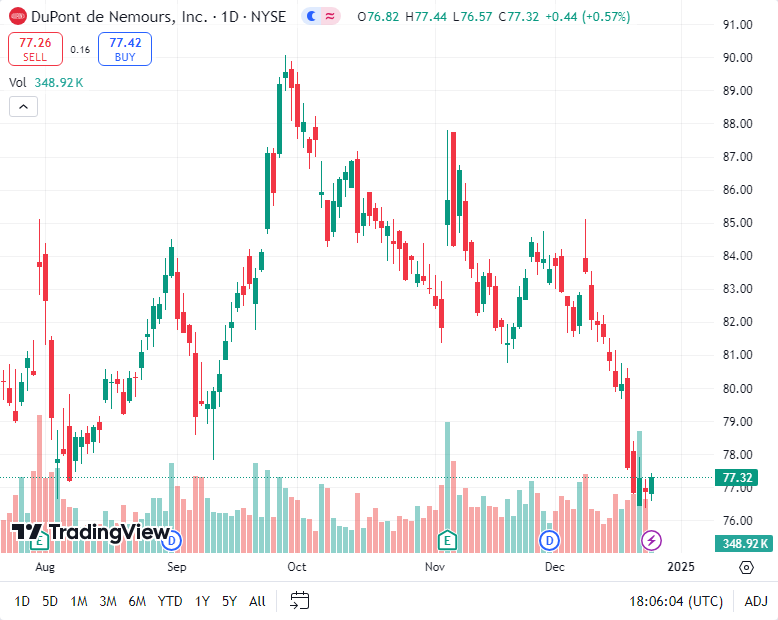 DuPont de Nemours, Inc. · 1D · NYSE O76.82 H77.44 L76.57 C77.32 +0.44 (+0.57%)
77.26 SELL 0.16 77.42 BUY
Vol 348.92 K
91.00
90.00
89.00
88.00
87.00
86.00
85.00
84.00
83.00
82.00
81.00
80.00
79.00
78.00
77.32
77.00
76.00
348.92 K
TradingView
E D E D
Aug Sep Oct Nov Dec 2025
1D 5D 1M 3M 6M YTD 1Y 5Y All 18:06:04 (UTC) ADJ